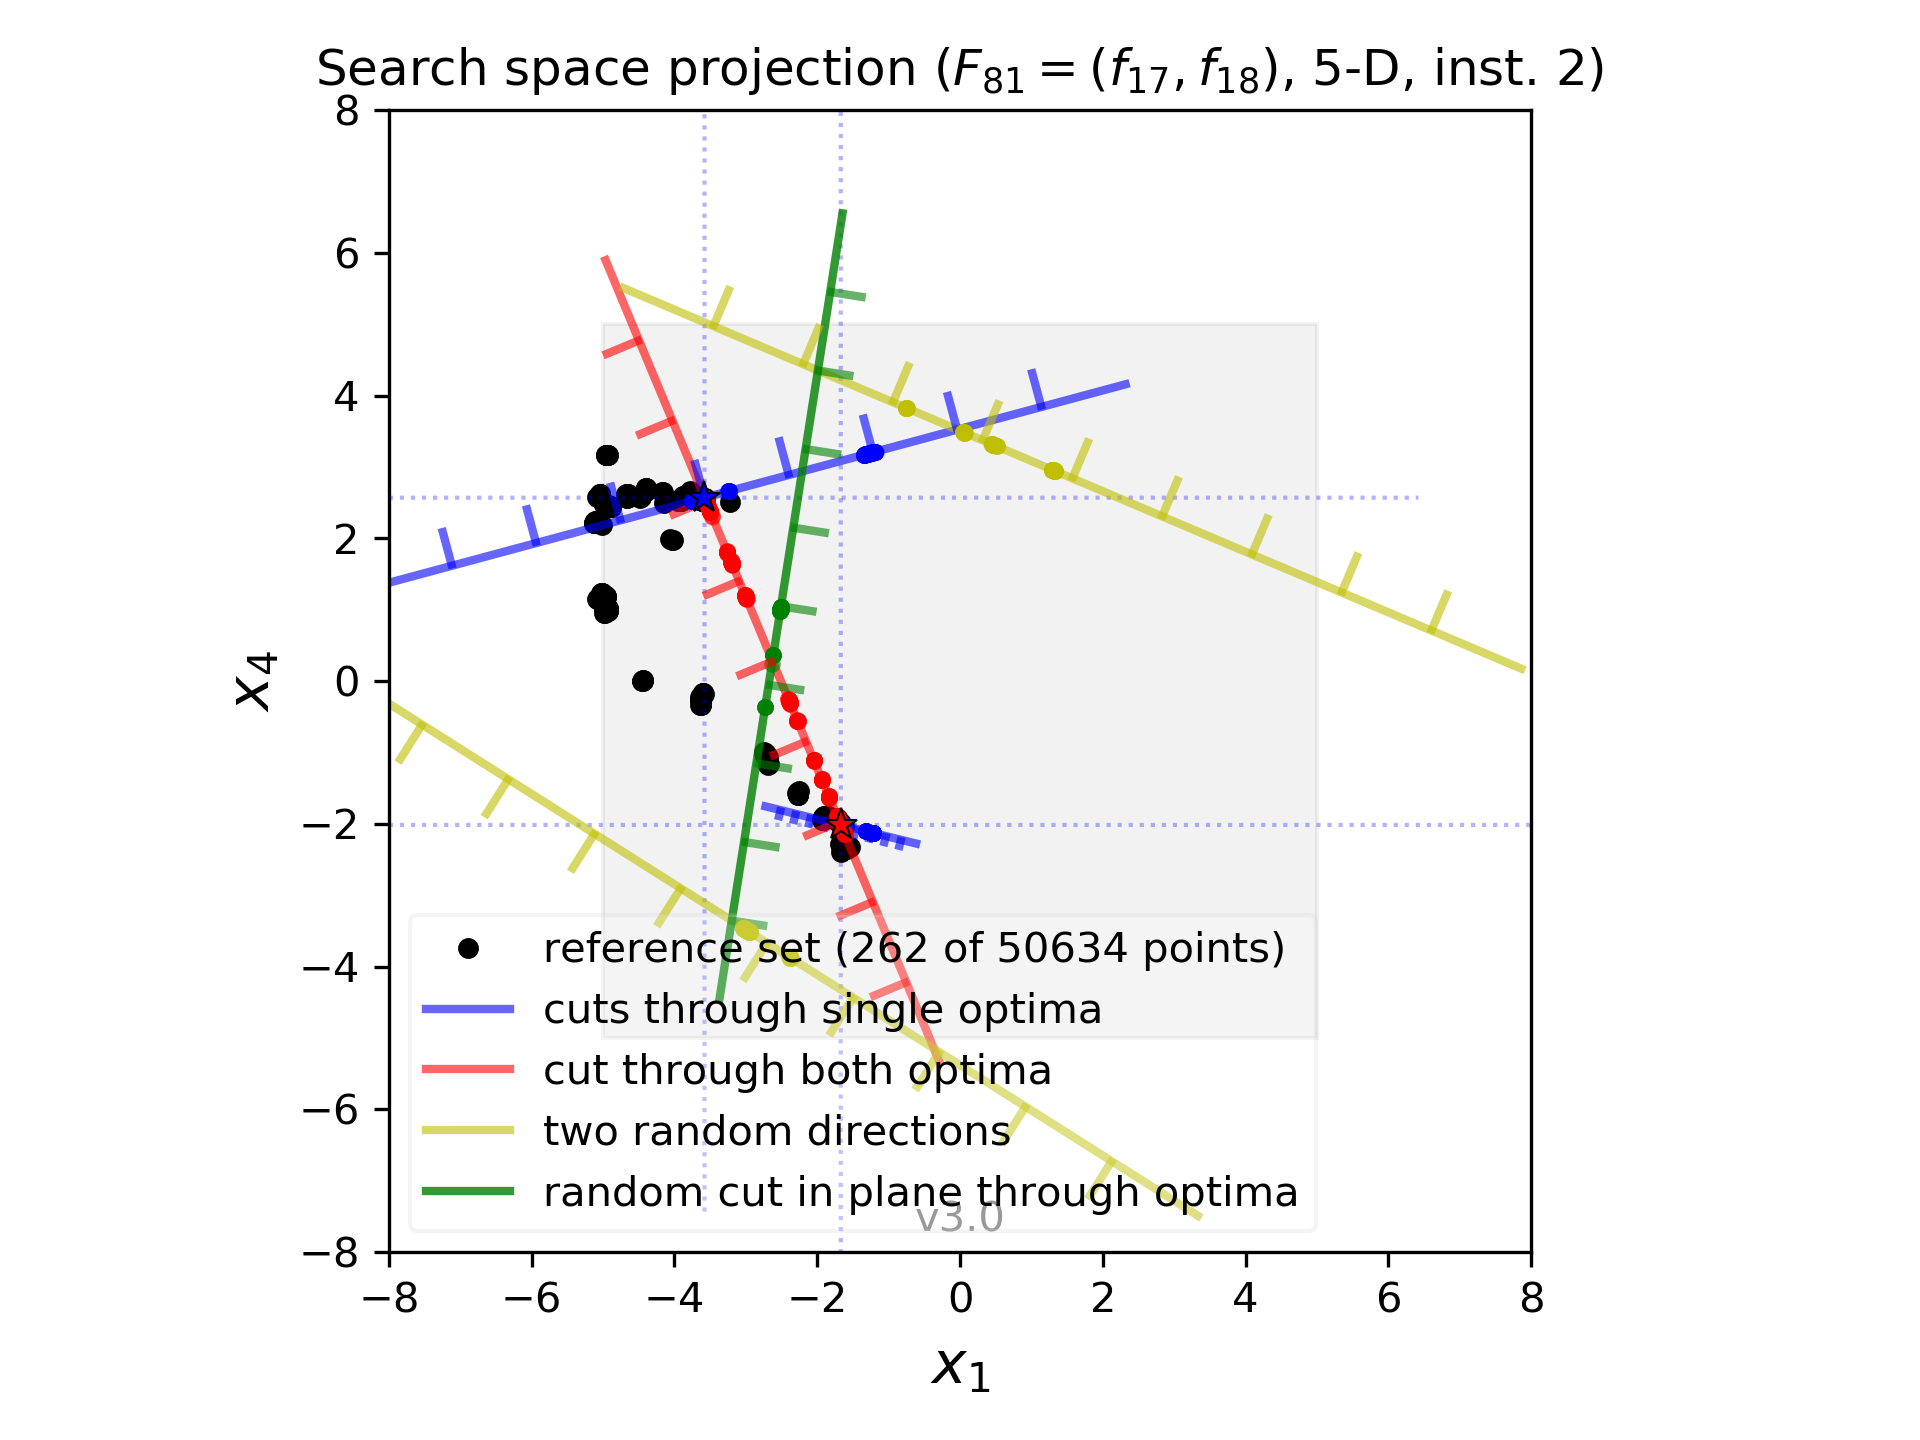 Search space projection (F₈₁ = (f₁₇, f₁₈), 5-D, inst. 2)
8
6
4
2
0
−2
−4
−6
−8
x₄
reference set (262 of 50634 points)
cuts through single optima
cut through both optima
two random directions
random cut in plane through optima
v3.0
−8 −6 −4 −2 0 2 4 6 8
x₁